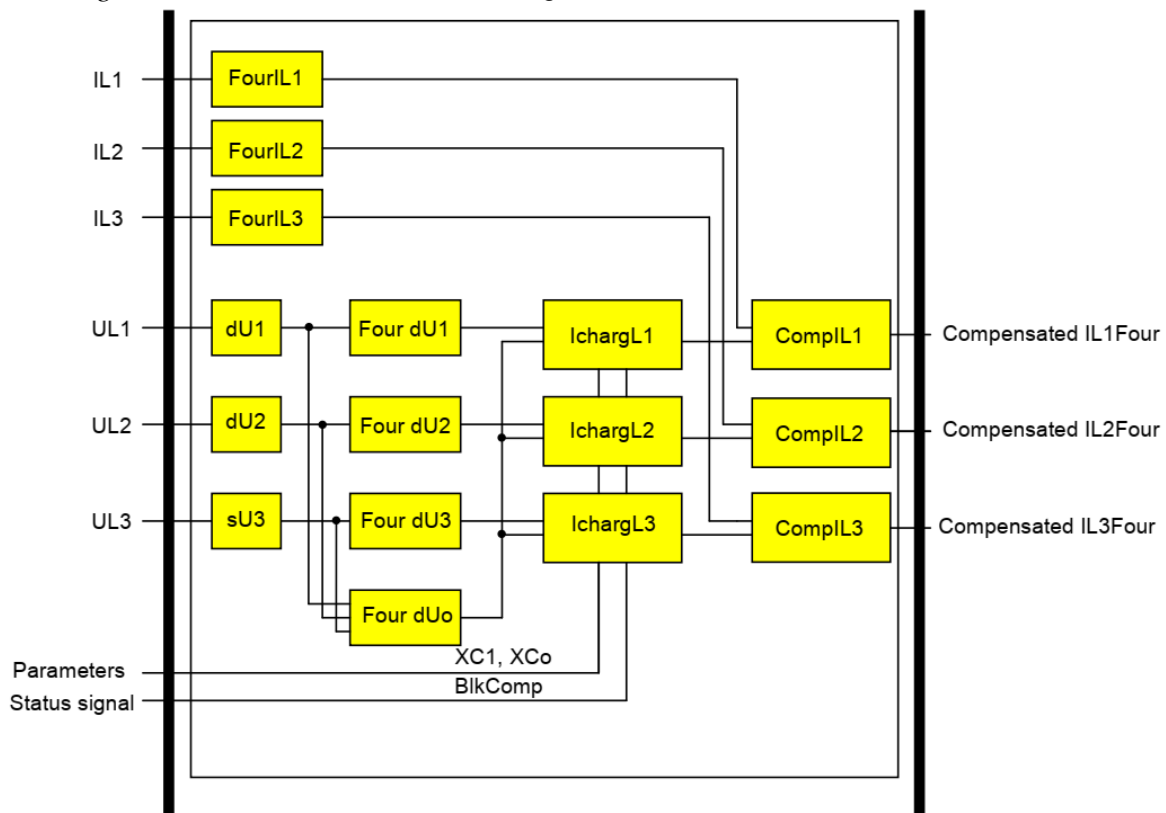 IL1
FourIL1
IL2
FourIL2
IL3
FourIL3
UL1
dU1
Four dU1
IchargL1
CompIL1
Compensated IL1Four
UL2
dU2
Four dU2
IchargL2
CompIL2
Compensated IL2Four
UL3
sU3
Four dU3
IchargL3
CompIL3
Compensated IL3Four
Four dUo
Parameters
XC1, XCo
Status signal
BlkComp